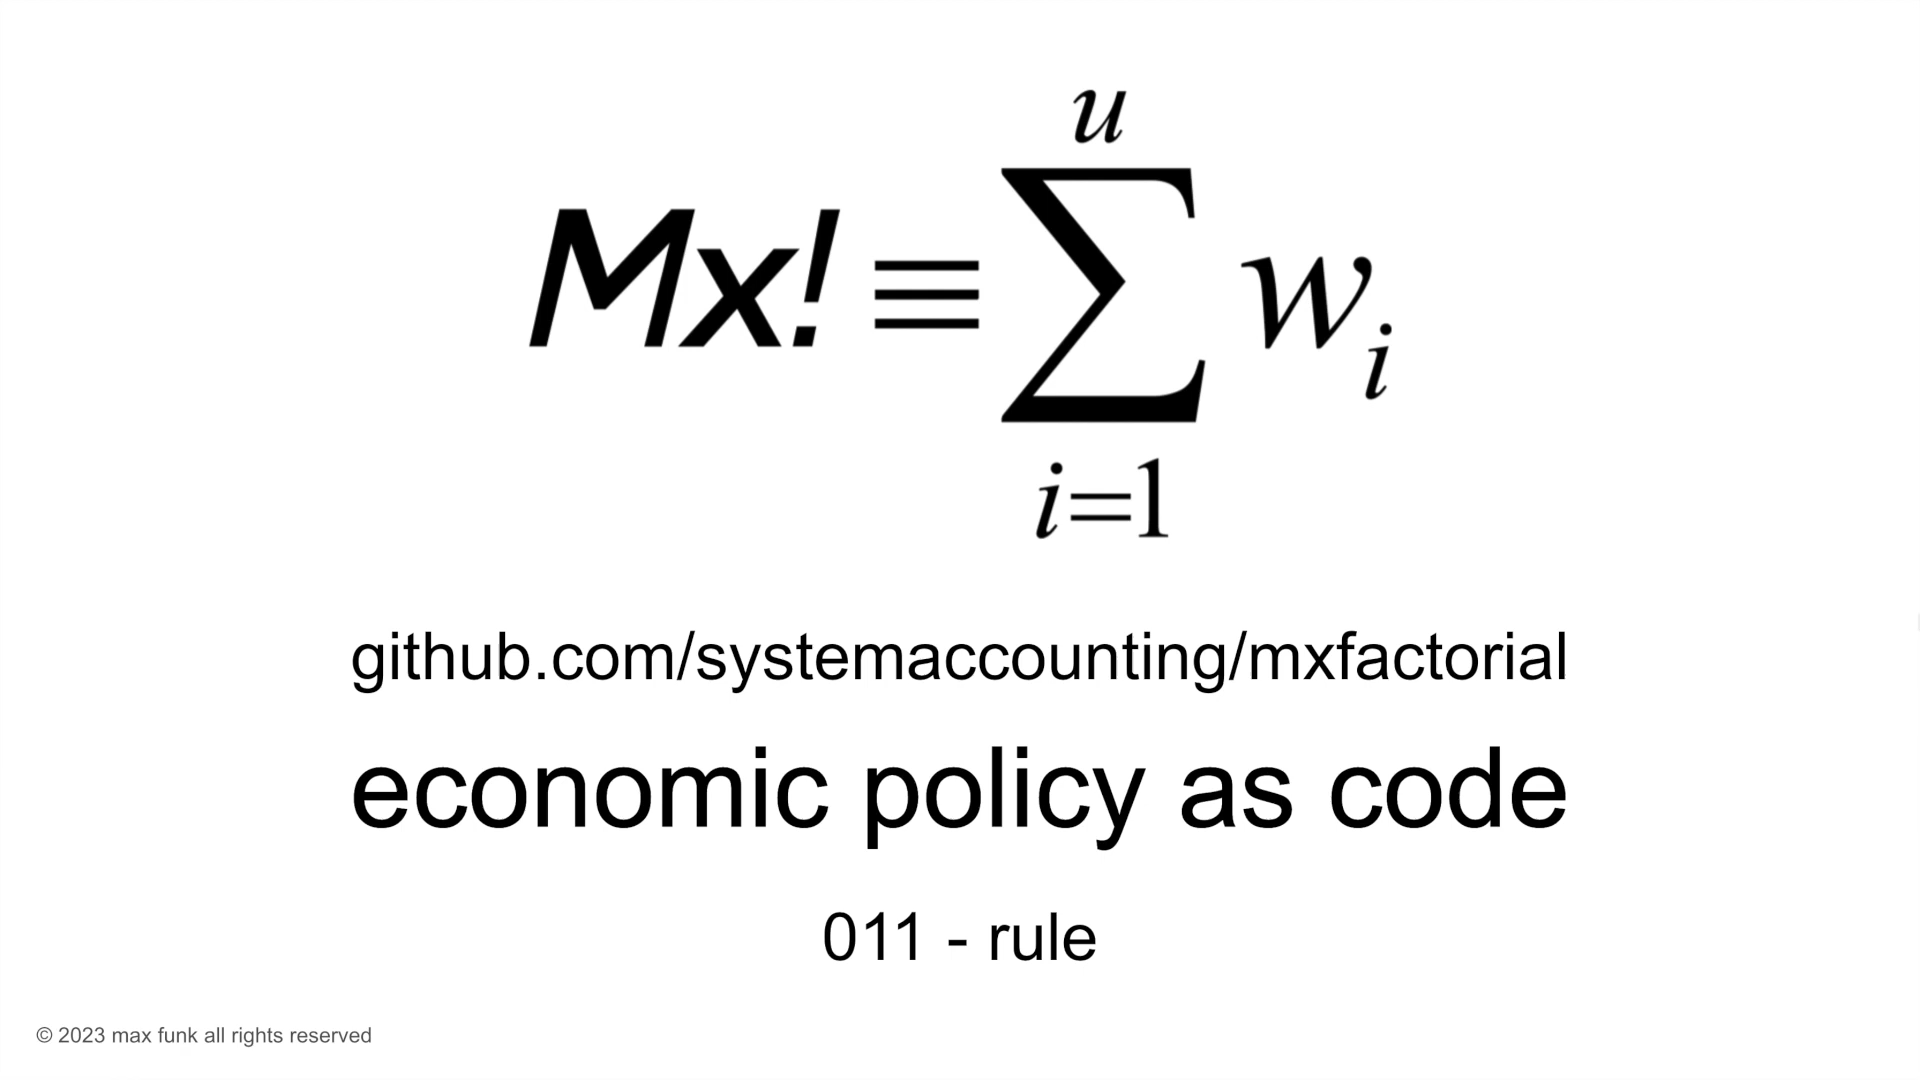 u
Mx! ≡ ∑ w_i
i=1
github.com/systemaccounting/mxfactorial
economic policy as code
011 - rule
© 2023 max funk all rights reserved